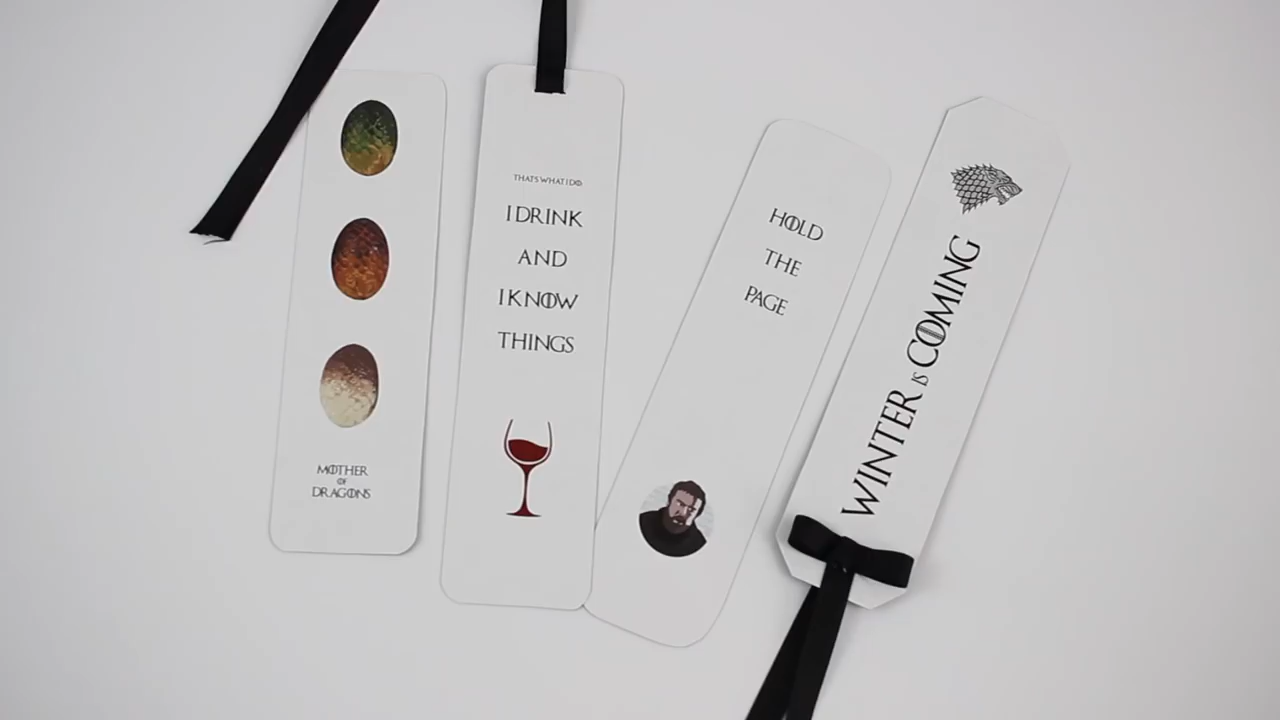 MOTHER
OF
DRAGONS
THATS WHAT I DO
I DRINK
AND
I KNOW
THINGS
HOLD
THE
PAGE
WINTER IS COMING